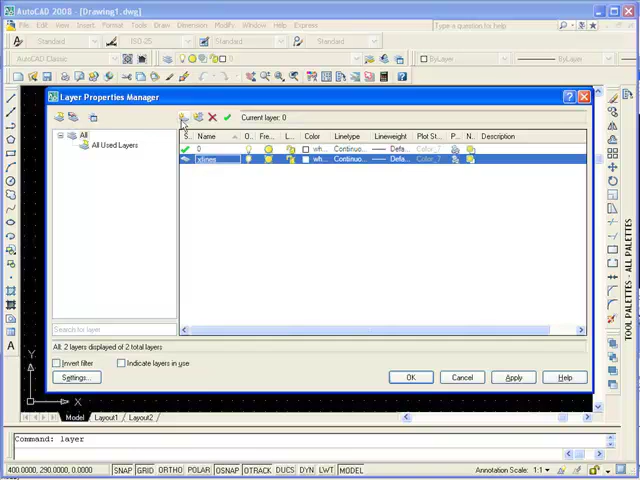 AutoCAD 2008 - [Drawing1.dwg]
File Edit View Insert Format Tools Draw Dimension Modify Window Express Help
Type a question for help
Standard ISO-25 Standard Standard
AutoCAD Classic 0 ByLayer
Layer Properties Manager
Current layer: 0
All
All Used Layers
S... Name O.. Fre... L... Color Linetype Lineweight Plot St... P... N... Description
0 wh... Continuo... Defa... Color_7
xlines wh... Continuo... Defa... Color_7
Search for layer
All: 2 layers displayed of 2 total layers
Invert filter Indicate layers in use
Settings... OK Cancel Apply Help
TOOL PALETTES - ALL PALETTES
Y
X
Model Layout1 Layout2
Command: layer
400.0000, 290.0000, 0.0000 SNAP GRID ORTHO POLAR OSNAP OTRACK DUCS DYN LWT MODEL Annotation Scale: 1:1